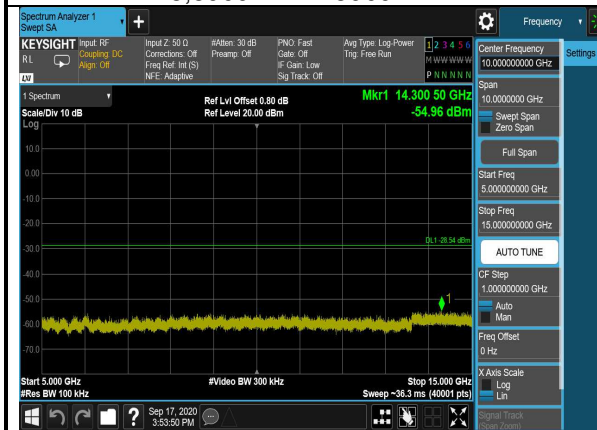 Spectrum Analyzer 1
Swept SA
Frequency
KEYSIGHT
RL
LXI
Input: RF
Coupling: DC
Align: Off
Input Z: 50 Ω
Corrections: Off
Freq Ref: Int (S)
NFE: Adaptive
#Atten: 30 dB
Preamp: Off
PNO: Fast
Gate: Off
IF Gain: Low
Sig Track: Off
Avg Type: Log-Power
Trig: Free Run
1 2 3 4 5 6
M W W W W W
P N N N N N
Center Frequency
10.000000000 GHz
Settings
Span
10.0000000 GHz
Swept Span
Zero Span
Full Span
Start Freq
5.000000000 GHz
Stop Freq
15.000000000 GHz
AUTO TUNE
CF Step
1.000000000 GHz
Auto
Man
Freq Offset
0 Hz
X Axis Scale
Log
Lin
Signal Track
(Span Zoom)
1 Spectrum
Scale/Div 10 dB
Log
Ref Lvl Offset 0.80 dB
Ref Level 20.00 dBm
Mkr1 14.300 50 GHz
-54.96 dBm
10.0
0.00
-10.0
-20.0
-30.0
-40.0
-50.0
-60.0
-70.0
DL1 -28.54 dBm
1
Start 5.000 GHz
#Res BW 100 kHz
#Video BW 300 kHz
Stop 15.000 GHz
Sweep ~36.3 ms (40001 pts)
?
Sep 17, 2020
3:53:50 PM